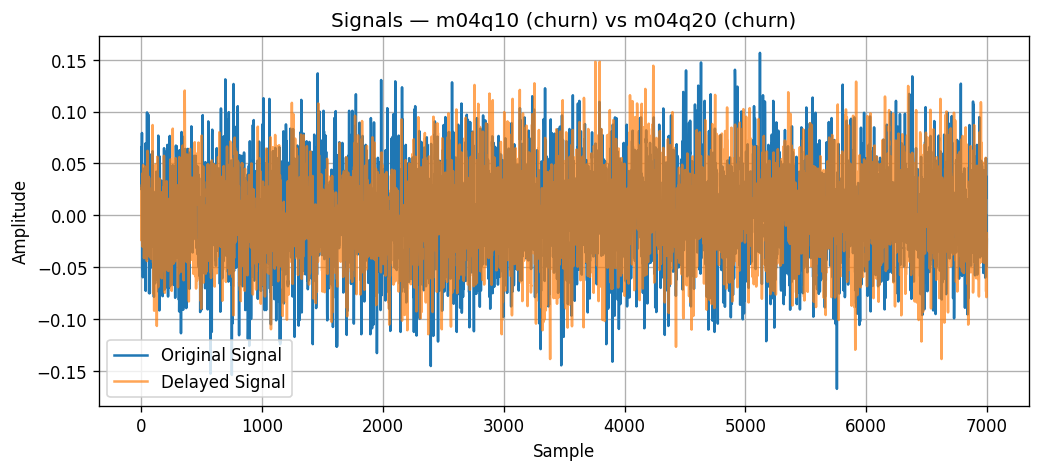 Signals — m04q10 (churn) vs m04q20 (churn)
Amplitude
0.15
0.10
0.05
0.00
−0.05
−0.10
−0.15
Original Signal
Delayed Signal
0 1000 2000 3000 4000 5000 6000 7000
Sample